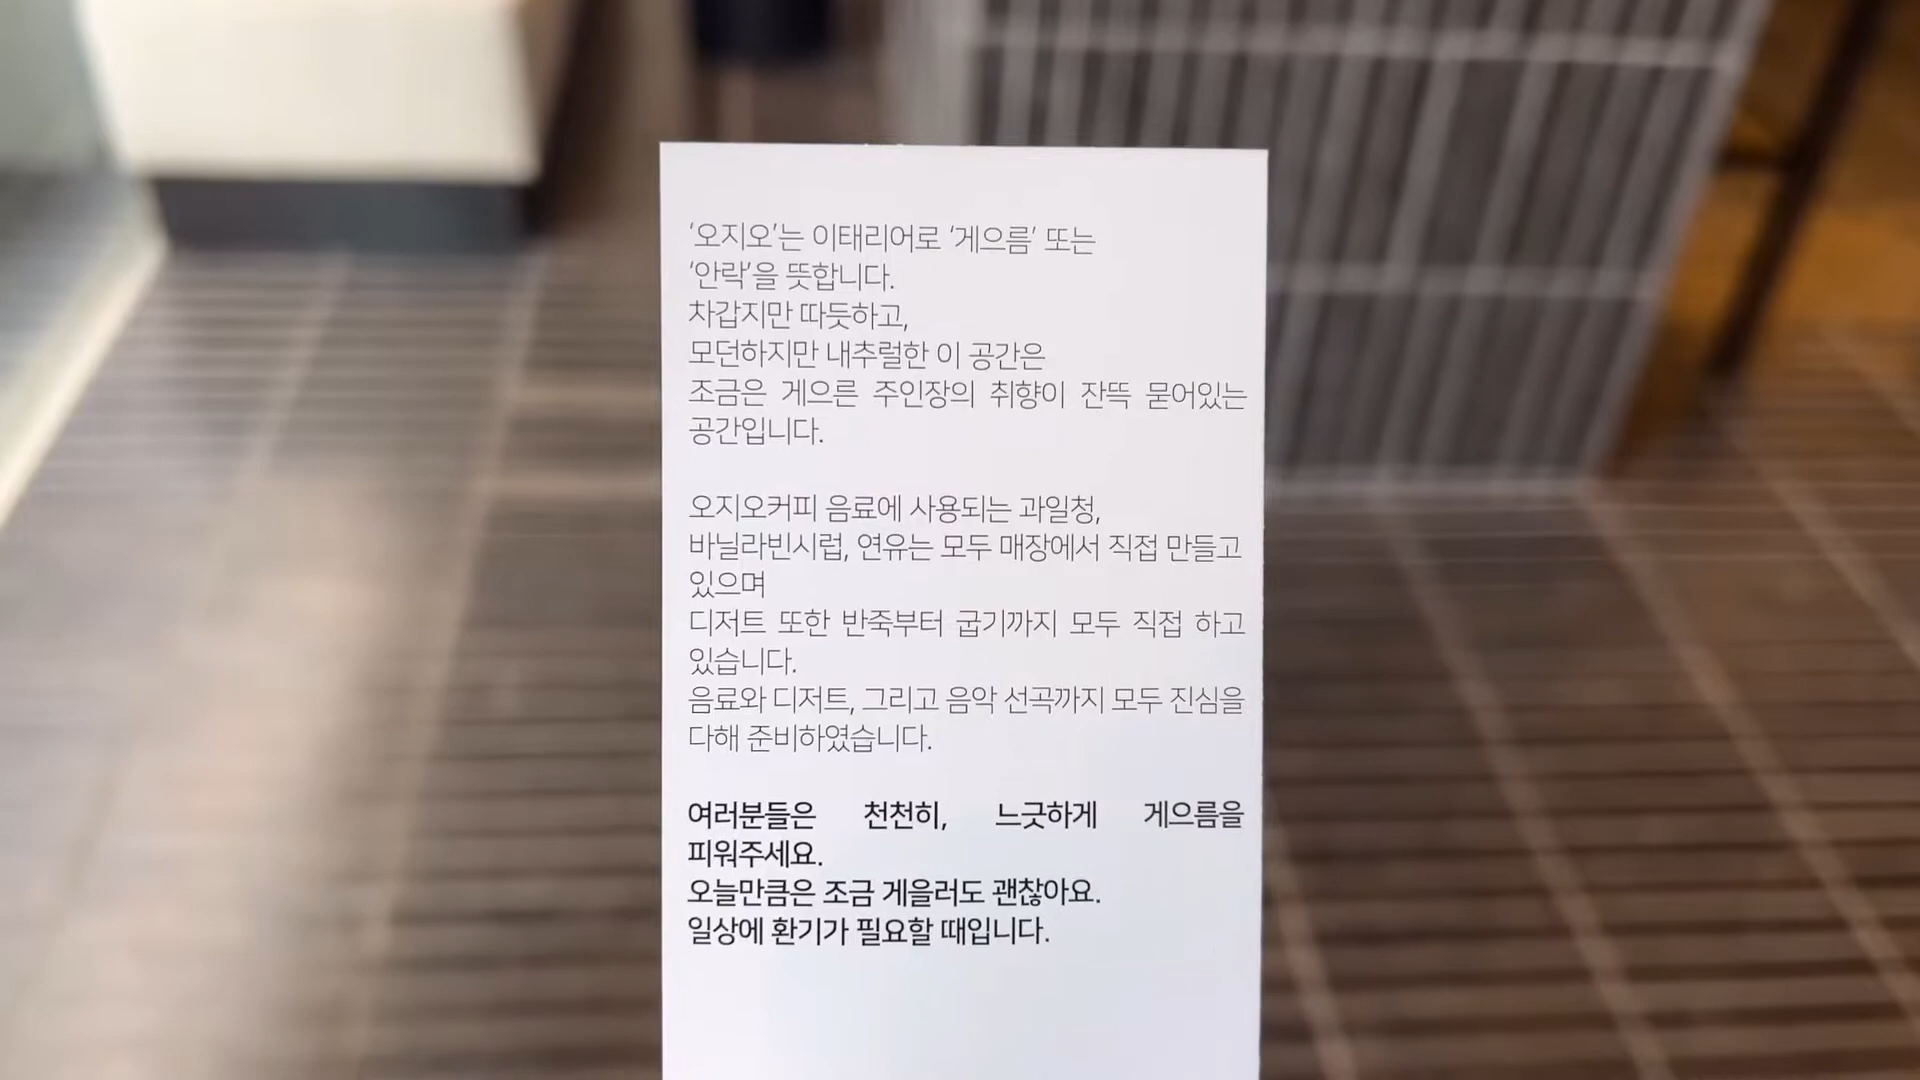 ‘오지오’는 이태리어로 ‘게으름’ 또는
‘안락’을 뜻합니다.
차갑지만 따듯하고,
모던하지만 내추럴한 이 공간은
조금은 게으른 주인장의 취향이 잔뜩 묻어있는
공간입니다.
오지오커피 음료에 사용되는 과일청,
바닐라빈시럽, 연유는 모두 매장에서 직접 만들고
있으며
디저트 또한 반죽부터 굽기까지 모두 직접 하고
있습니다.
음료와 디저트, 그리고 음악 선곡까지 모두 진심을
다해 준비하였습니다.
여러분들은 천천히, 느긋하게 게으름을
피워주세요.
오늘만큼은 조금 게을러도 괜찮아요.
일상에 환기가 필요할 때입니다.